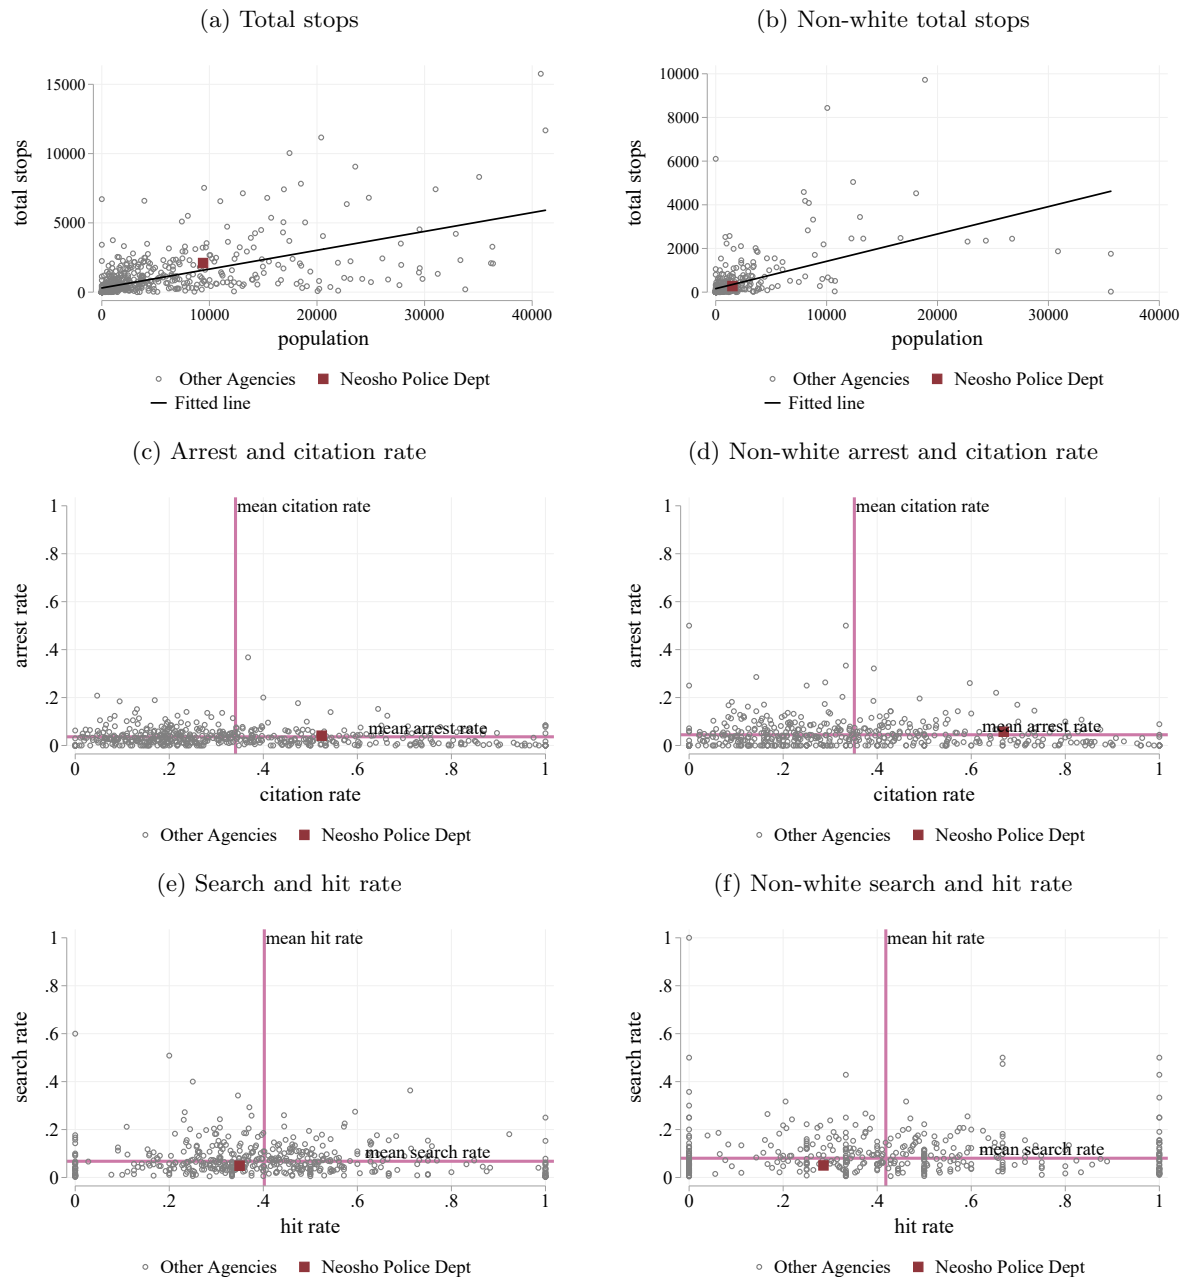 (a) Total stops
(b) Non-white total stops
total stops
15000
10000
5000
0
0
10000
20000
30000
40000
population
Other Agencies
Neosho Police Dept
Fitted line
total stops
10000
8000
6000
4000
2000
0
0
10000
20000
30000
40000
population
Other Agencies
Neosho Police Dept
Fitted line
(c) Arrest and citation rate
(d) Non-white arrest and citation rate
arrest rate
1
.8
.6
.4
.2
0
mean citation rate
mean arrest rate
0
.2
.4
.6
.8
1
citation rate
Other Agencies
Neosho Police Dept
arrest rate
1
.8
.6
.4
.2
0
mean citation rate
mean arrest rate
0
.2
.4
.6
.8
1
citation rate
Other Agencies
Neosho Police Dept
(e) Search and hit rate
(f) Non-white search and hit rate
search rate
1
.8
.6
.4
.2
0
mean hit rate
mean search rate
0
.2
.4
.6
.8
1
hit rate
Other Agencies
Neosho Police Dept
search rate
1
.8
.6
.4
.2
0
mean hit rate
mean search rate
0
.2
.4
.6
.8
1
hit rate
Other Agencies
Neosho Police Dept